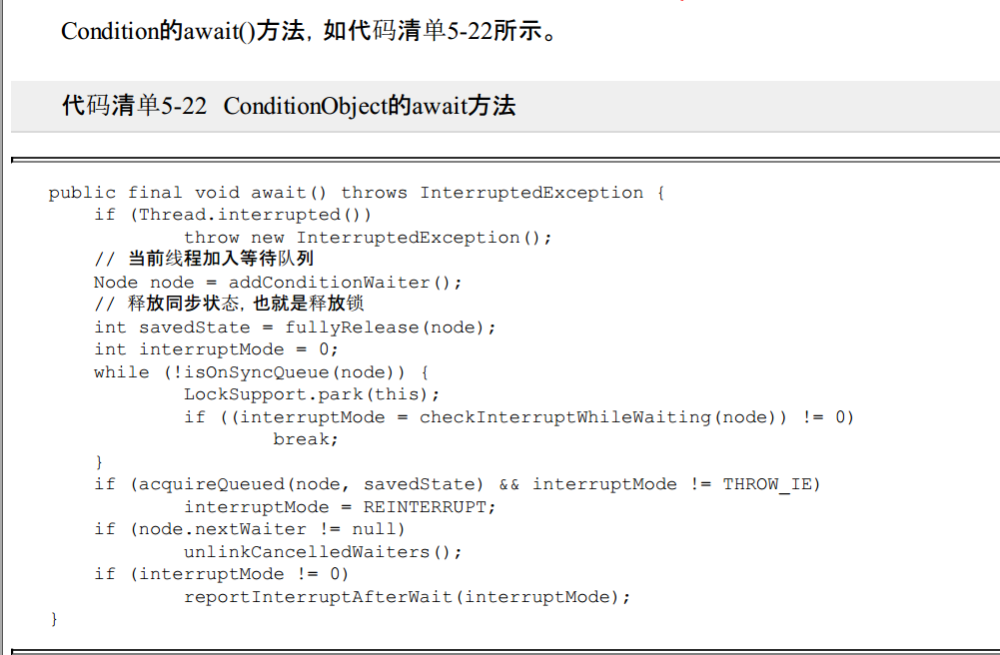 Condition的await()方法，如代码清单5-22所示。
代码清单5-22 ConditionObject的await方法
public final void await() throws InterruptedException {
    if (Thread.interrupted())
            throw new InterruptedException();
    // 当前线程加入等待队列
    Node node = addConditionWaiter();
    // 释放同步状态，也就是释放锁
    int savedState = fullyRelease(node);
    int interruptMode = 0;
    while (!isOnSyncQueue(node)) {
            LockSupport.park(this);
            if ((interruptMode = checkInterruptWhileWaiting(node)) != 0)
                    break;
    }
    if (acquireQueued(node, savedState) && interruptMode != THROW_IE)
            interruptMode = REINTERRUPT;
    if (node.nextWaiter != null)
            unlinkCancelledWaiters();
    if (interruptMode != 0)
            reportInterruptAfterWait(interruptMode);
}